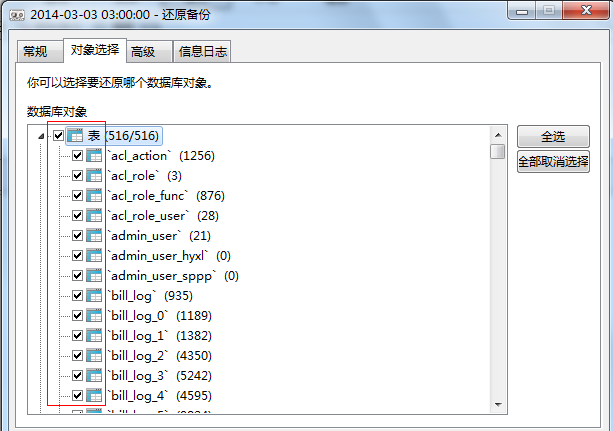 2014-03-03 03:00:00 - 还原备份
常规 对象选择 高级 信息日志
你可以选择要还原哪个数据库对象。
数据库对象
表 (516/516)
全选
`acl_action` (1256)
全部取消选择
`acl_role` (3)
`acl_role_func` (876)
`acl_role_user` (28)
`admin_user` (21)
`admin_user_hyxl` (0)
`admin_user_sppp` (0)
`bill_log` (935)
`bill_log_0` (1189)
`bill_log_1` (1382)
`bill_log_2` (4350)
`bill_log_3` (5242)
`bill_log_4` (4595)